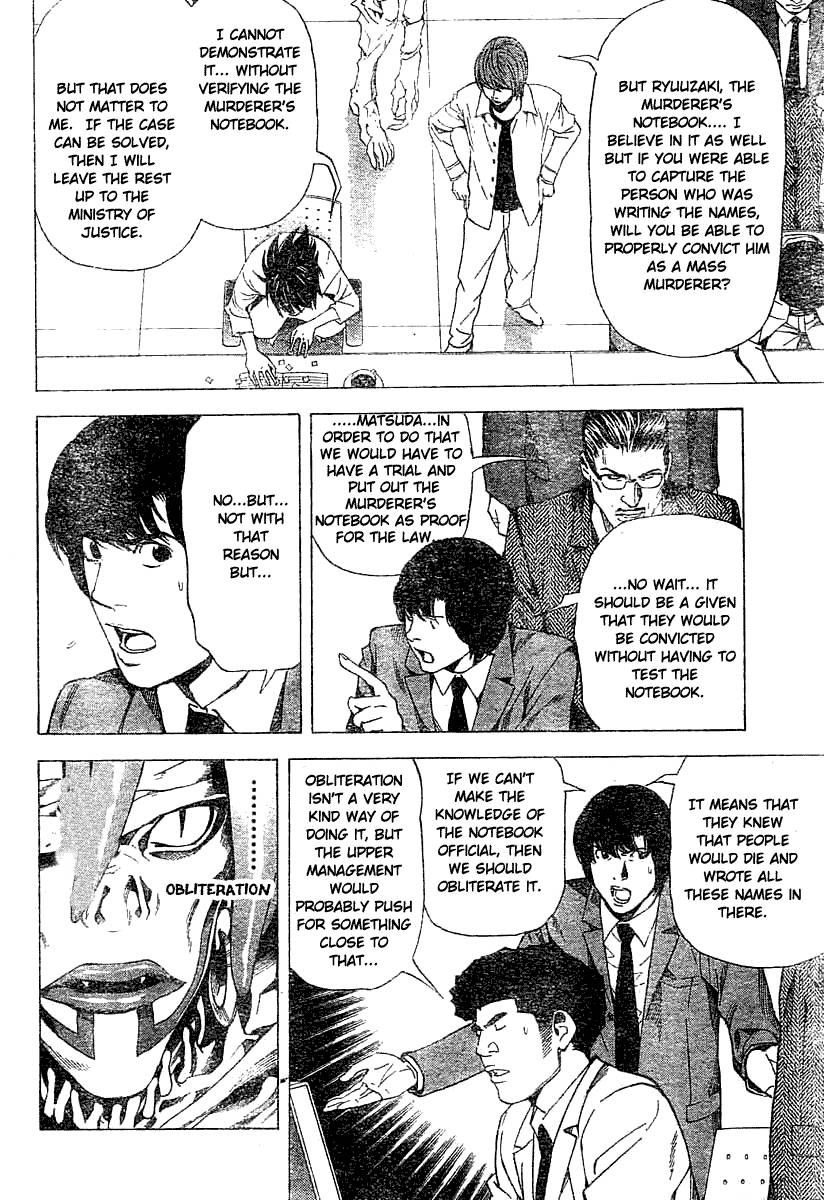 BUT RYUUZAKI, THE
MURDERER'S
NOTEBOOK.... I
BELIEVE IN IT AS WELL
BUT IF YOU WERE ABLE
TO CAPTURE THE
PERSON WHO WAS
WRITING THE NAMES,
WILL YOU BE ABLE TO
PROPERLY CONVICT HIM
AS A MASS
MURDERER?
I CANNOT
DEMONSTRATE
IT... WITHOUT
VERIFYING THE
MURDERER'S
NOTEBOOK.
BUT THAT DOES
NOT MATTER TO
ME. IF THE CASE
CAN BE SOLVED,
THEN I WILL
LEAVE THE REST
UP TO THE
MINISTRY OF
JUSTICE.
.....MATSUDA...IN
ORDER TO DO THAT
WE WOULD HAVE TO
HAVE A TRIAL AND
PUT OUT THE
MURDERER'S
NOTEBOOK AS PROOF
FOR THE LAW.
...NO WAIT... IT
SHOULD BE A GIVEN
THAT THEY WOULD
BE CONVICTED
WITHOUT HAVING TO
TEST THE
NOTEBOOK.
NO...BUT...
NOT WITH
THAT
REASON
BUT...
IT MEANS THAT
THEY KNEW
THAT PEOPLE
WOULD DIE AND
WROTE ALL
THESE NAMES IN
THERE.
IF WE CAN'T
MAKE THE
KNOWLEDGE OF
THE NOTEBOOK
OFFICIAL, THEN
WE SHOULD
OBLITERATE IT.
OBLITERATION
ISN'T A VERY
KIND WAY OF
DOING IT, BUT
THE UPPER
MANAGEMENT
WOULD
PROBABLY PUSH
FOR SOMETHING
CLOSE TO
THAT...
.........
OBLITERATION